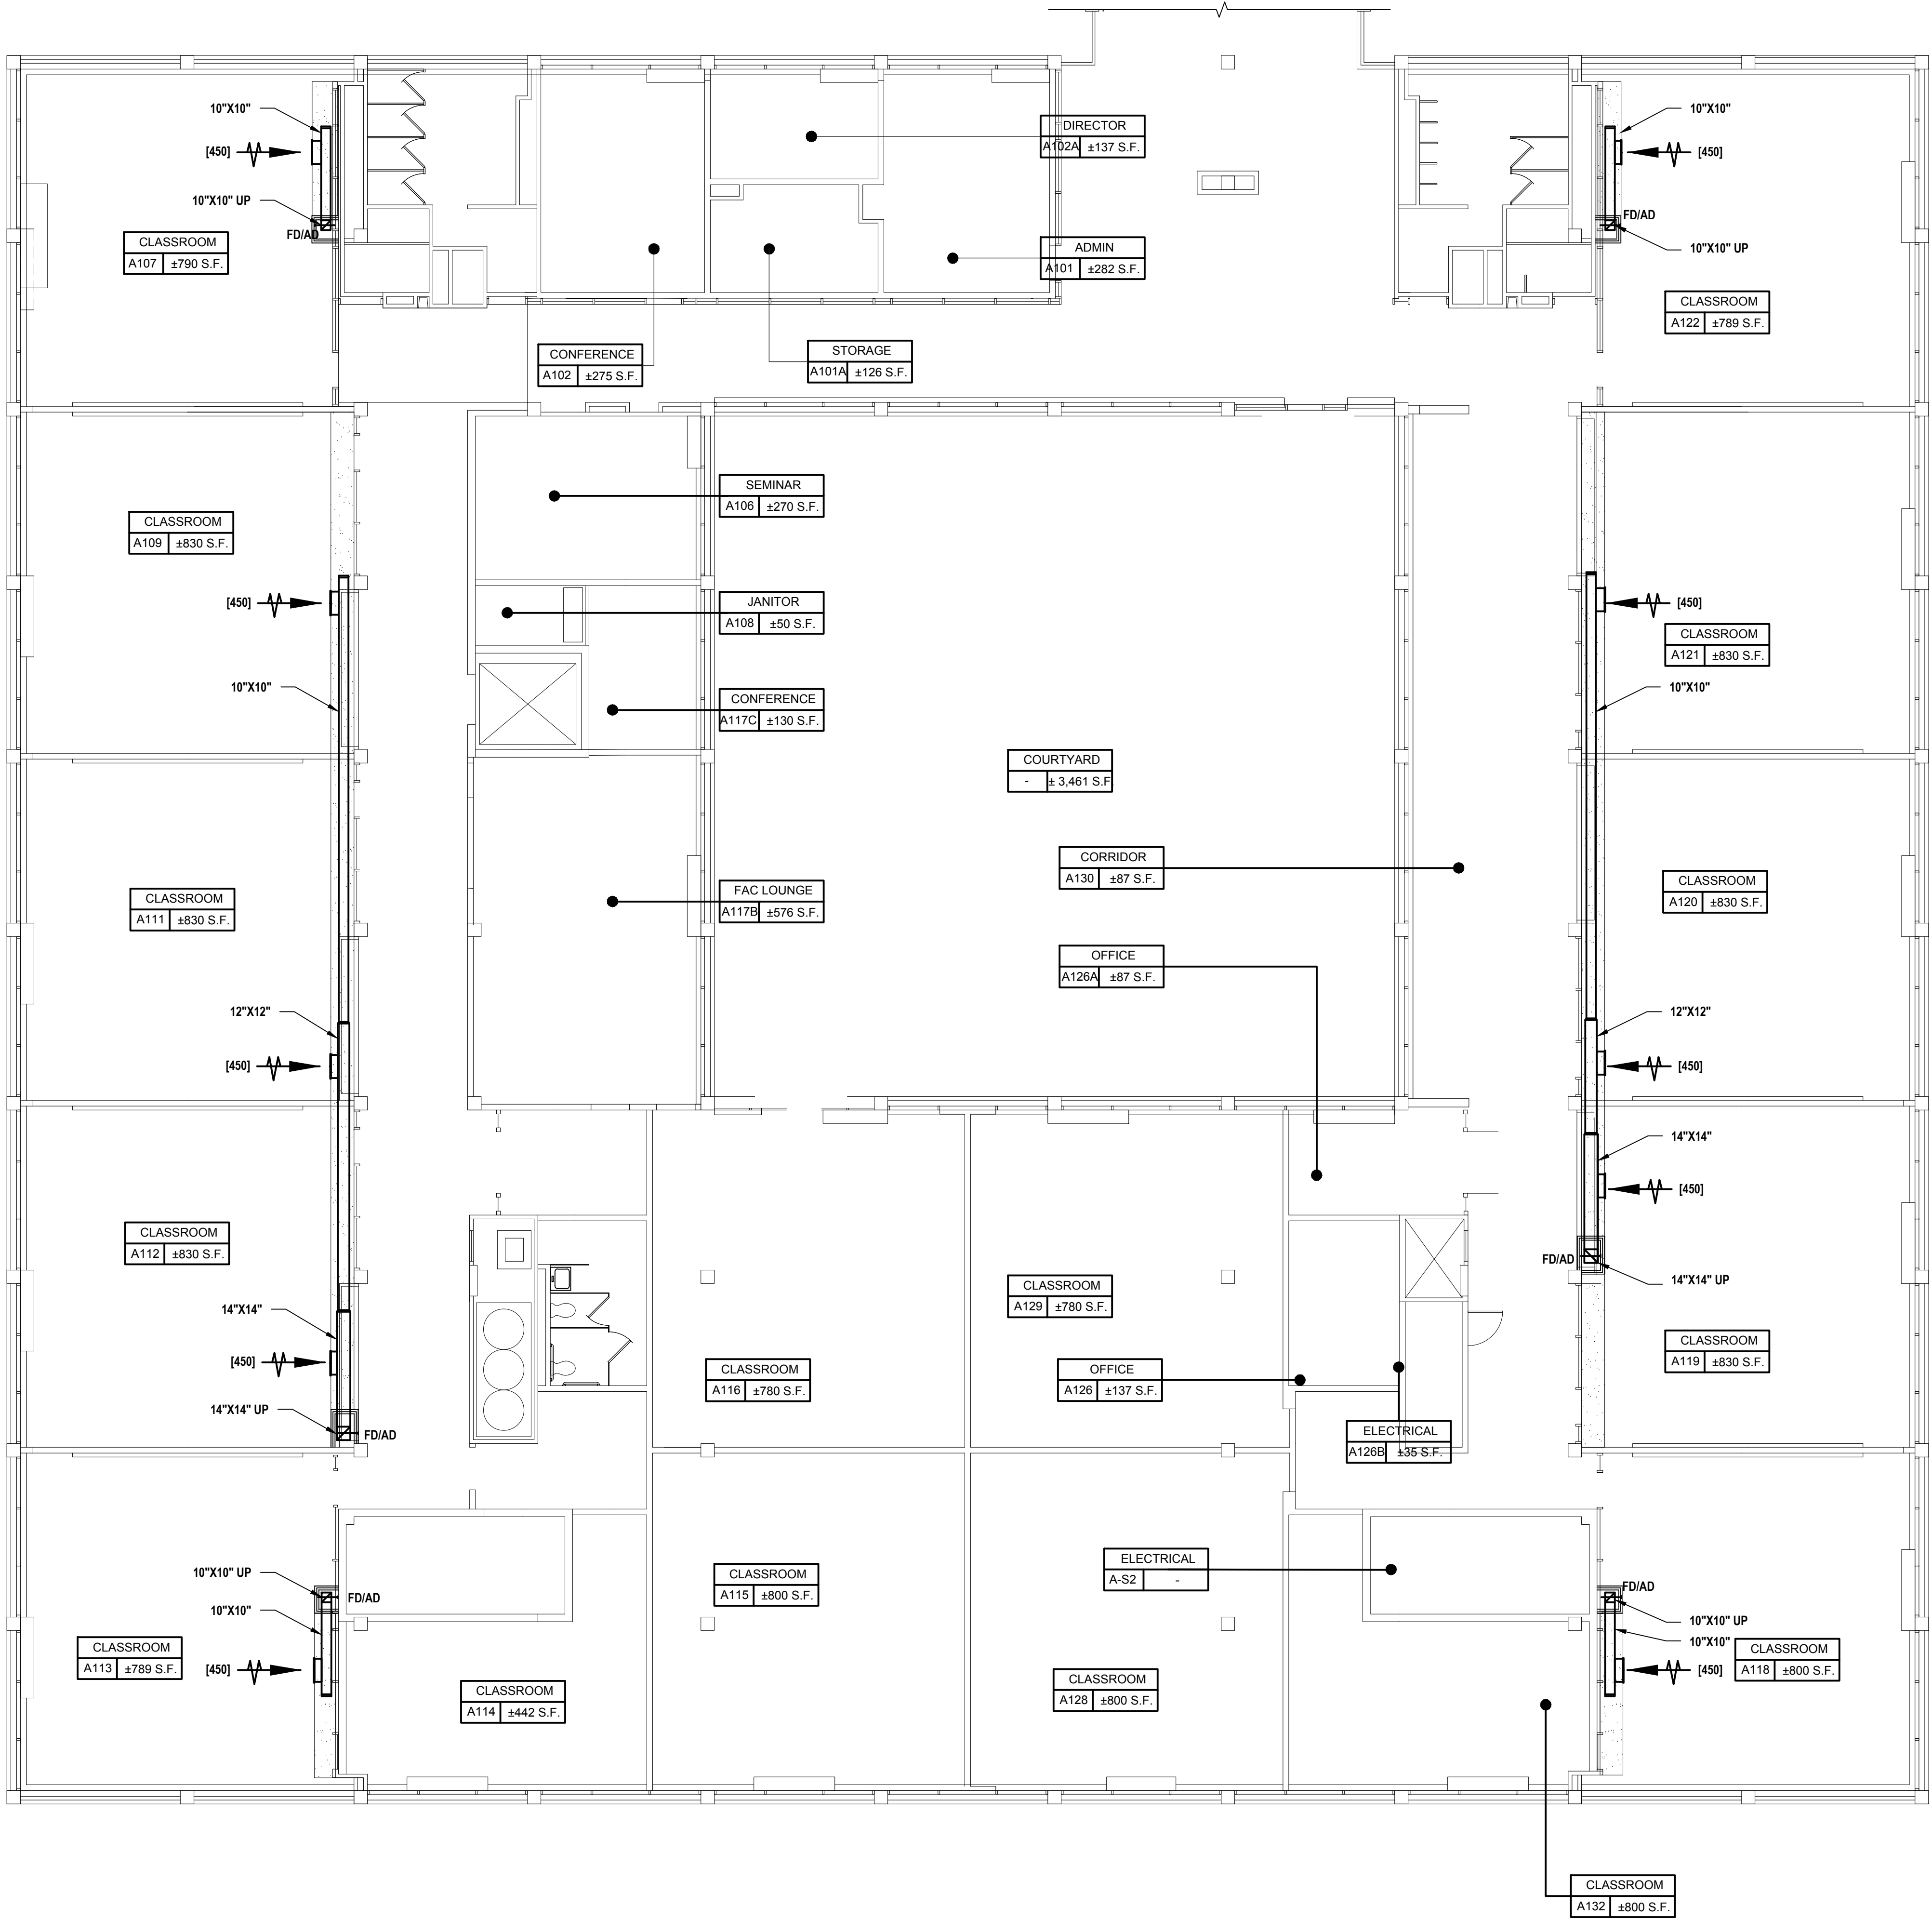 10"X10"
[450]
10"X10" UP
FD/AD
CLASSROOM
A107 ±790 S.F.
DIRECTOR
A102A ±137 S.F.
ADMIN
A101 ±282 S.F.
10"X10"
[450]
FD/AD
10"X10" UP
CLASSROOM
A122 ±789 S.F.
CONFERENCE
A102 ±275 S.F.
STORAGE
A101A ±126 S.F.
CLASSROOM
A109 ±830 S.F.
[450]
10"X10"
SEMINAR
A106 ±270 S.F.
JANITOR
A108 ±50 S.F.
CONFERENCE
A117C ±130 S.F.
COURTYARD
- ± 3,461 S.F.
[450]
CLASSROOM
A121 ±830 S.F.
10"X10"
CLASSROOM
A111 ±830 S.F.
12"X12"
[450]
FAC LOUNGE
A117B ±576 S.F.
CORRIDOR
A130 ±87 S.F.
OFFICE
A126A ±87 S.F.
CLASSROOM
A120 ±830 S.F.
12"X12"
[450]
14"X14"
[450]
FD/AD
14"X14" UP
CLASSROOM
A119 ±830 S.F.
CLASSROOM
A112 ±830 S.F.
14"X14"
[450]
14"X14" UP
FD/AD
CLASSROOM
A129 ±780 S.F.
CLASSROOM
A116 ±780 S.F.
OFFICE
A126 ±137 S.F.
ELECTRICAL
A126B ±35 S.F.
10"X10" UP
FD/AD
10"X10"
[450]
CLASSROOM
A113 ±789 S.F.
CLASSROOM
A114 ±442 S.F.
CLASSROOM
A115 ±800 S.F.
ELECTRICAL
A-S2 -
CLASSROOM
A128 ±800 S.F.
FD/AD
10"X10" UP
10"X10"
[450]
CLASSROOM
A118 ±800 S.F.
CLASSROOM
A132 ±800 S.F.